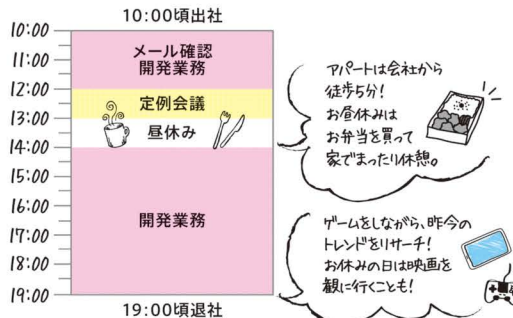 10:00頃出社
10:00
11:00
12:00
13:00
14:00
15:00
16:00
17:00
18:00
19:00
メール確認
開発業務
定例会議
昼休み
開発業務
19:00頃退社
アパートは会社から
徒歩5分!
お昼休みは
お弁当を買って
家でまったり休憩。
ゲームをしながら、昨今の
トレンドをリサーチ!
お休みの日は映画を
観に行くことも!